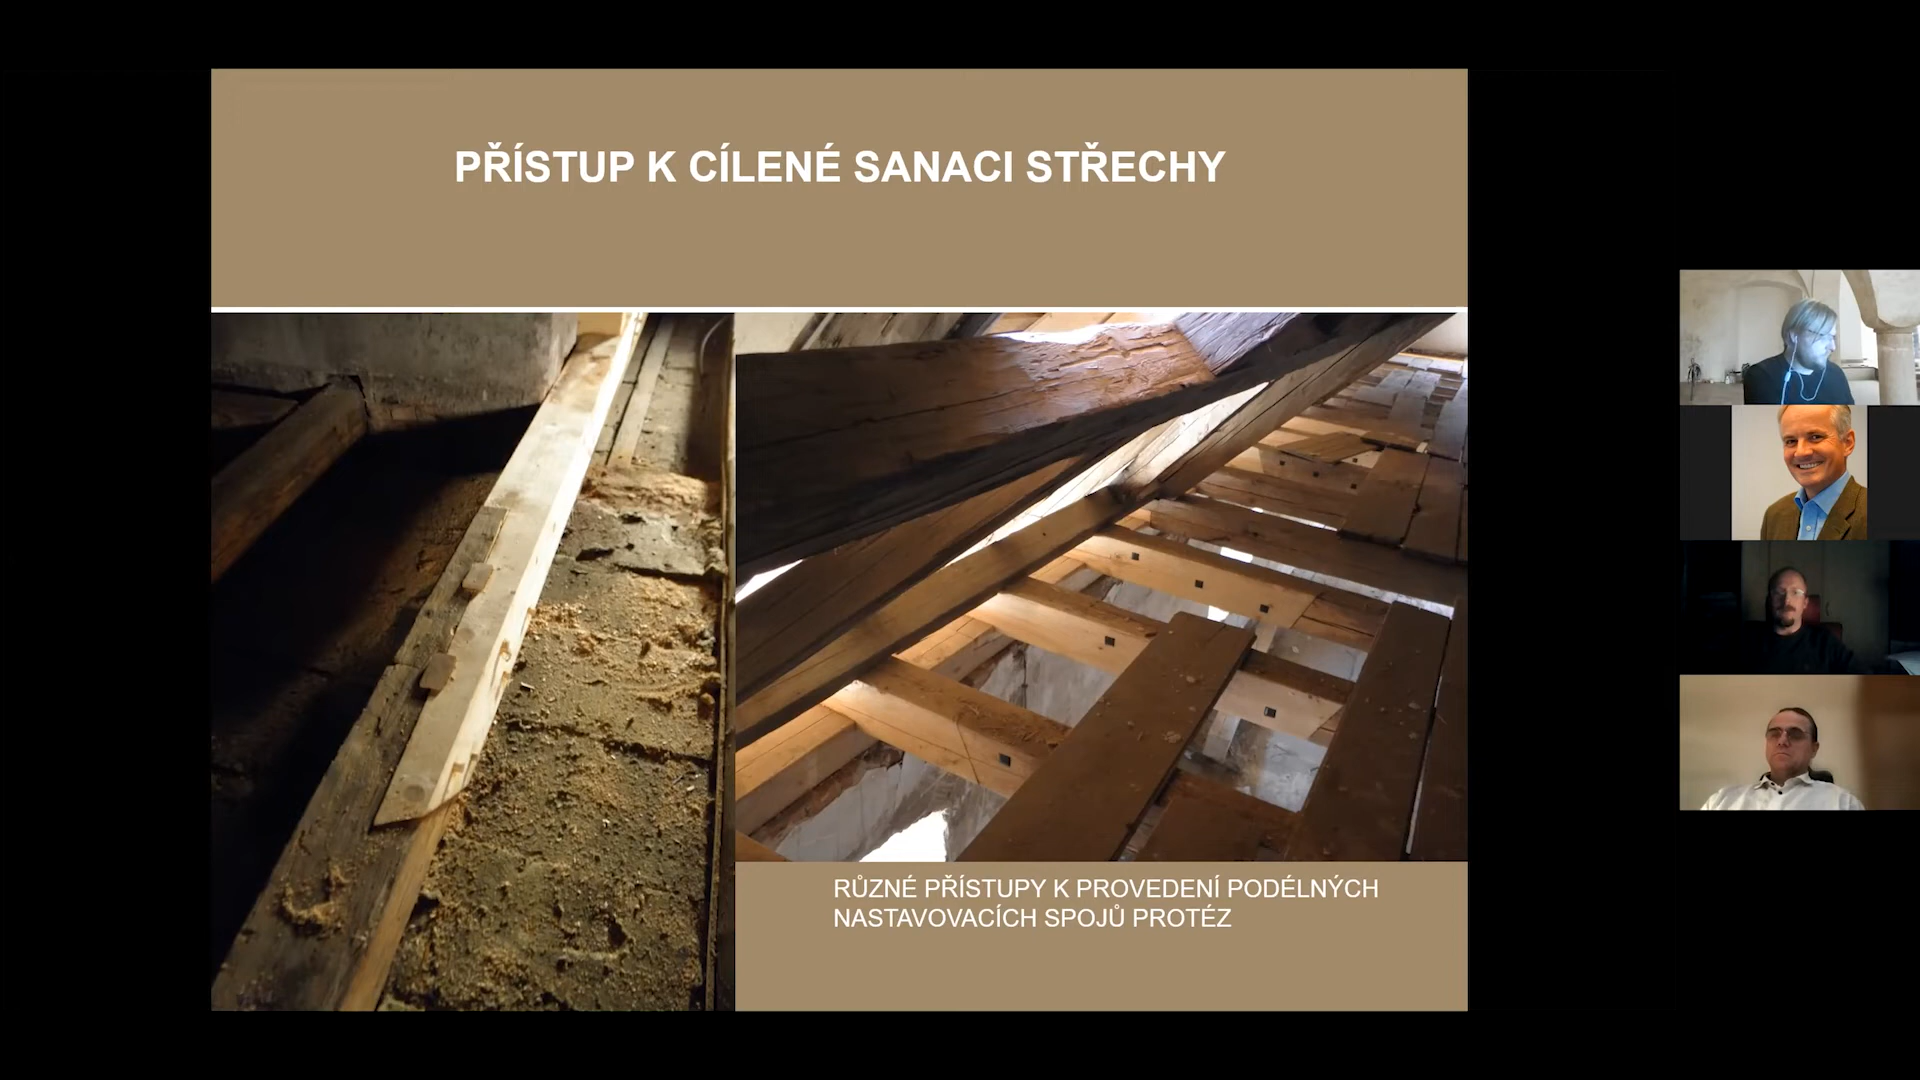 PŘÍSTUP K CÍLENÉ SANACI STŘECHY
RŮZNÉ PŘÍSTUPY K PROVEDENÍ PODÉLNÝCH
NASTAVOVACÍCH SPOJŮ PROTÉZ